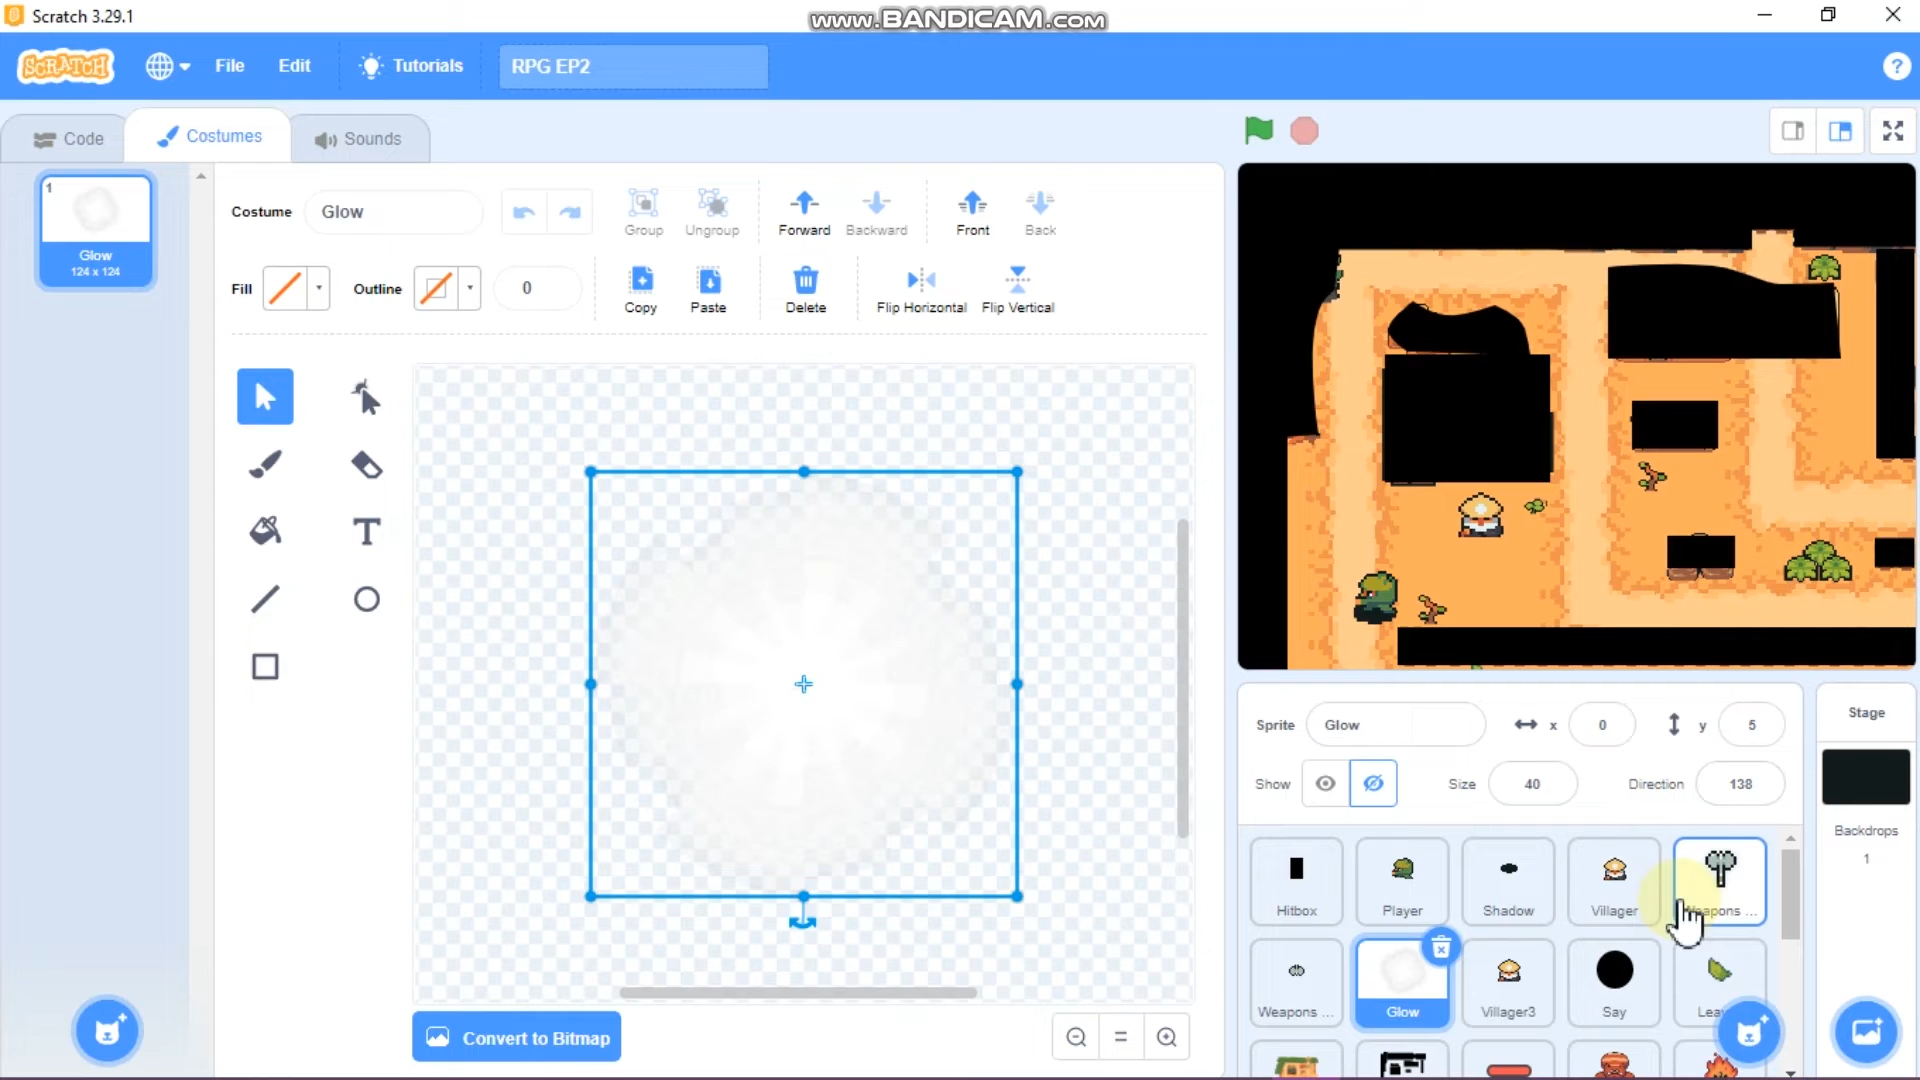 Scratch 3.29.1
www.BANDICAM.com
SCRATCH
File
Edit
Tutorials
RPG EP2
?
Code
Costumes
Sounds
1
Glow
124 x 124
Costume
Glow
Group
Ungroup
Forward
Backward
Front
Back
Fill
Outline
0
Copy
Paste
Delete
Flip Horizontal
Flip Vertical
T
Convert to Bitmap
Sprite
Glow
x
0
y
5
Show
Size
40
Direction
138
Stage
Backdrops
1
Hitbox
Player
Shadow
Villager
Weapons ...
Glow
Villager3
Say